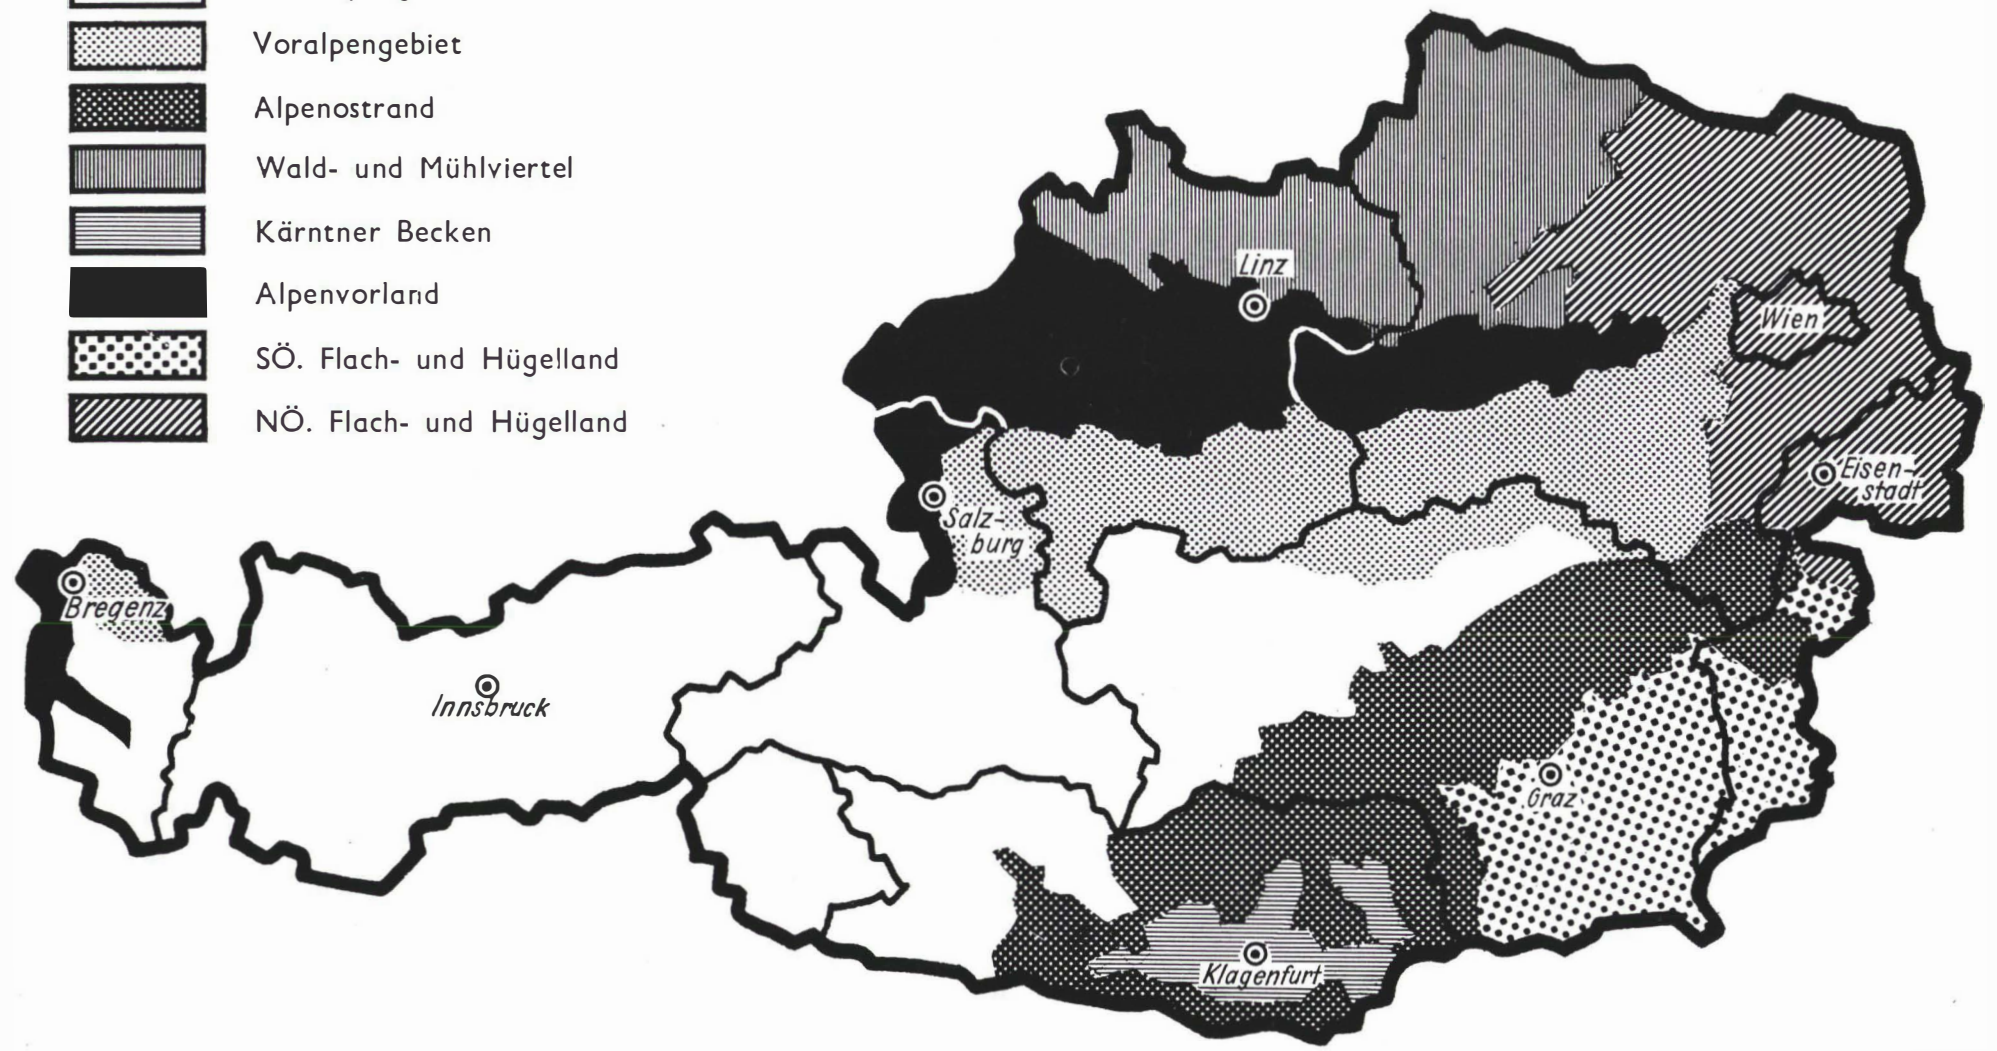 Voralpengebiet
Alpenostrand
Wald- und Mühlviertel
Kärntner Becken
Alpenvorland
SÖ. Flach- und Hügelland
NÖ. Flach- und Hügelland
Linz
Wien
Eisen-
stadt
Salz-
burg
Bregenz
Innsbruck
Graz
Klagenfurt